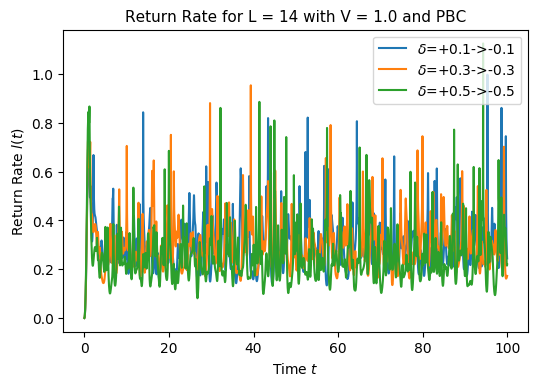 Return Rate for L = 14 with V = 1.0 and PBC
δ=+0.1->-0.1
δ=+0.3->-0.3
δ=+0.5->-0.5
Return Rate l(t)
1.0
0.8
0.6
0.4
0.2
0.0
0
20
40
60
80
100
Time t